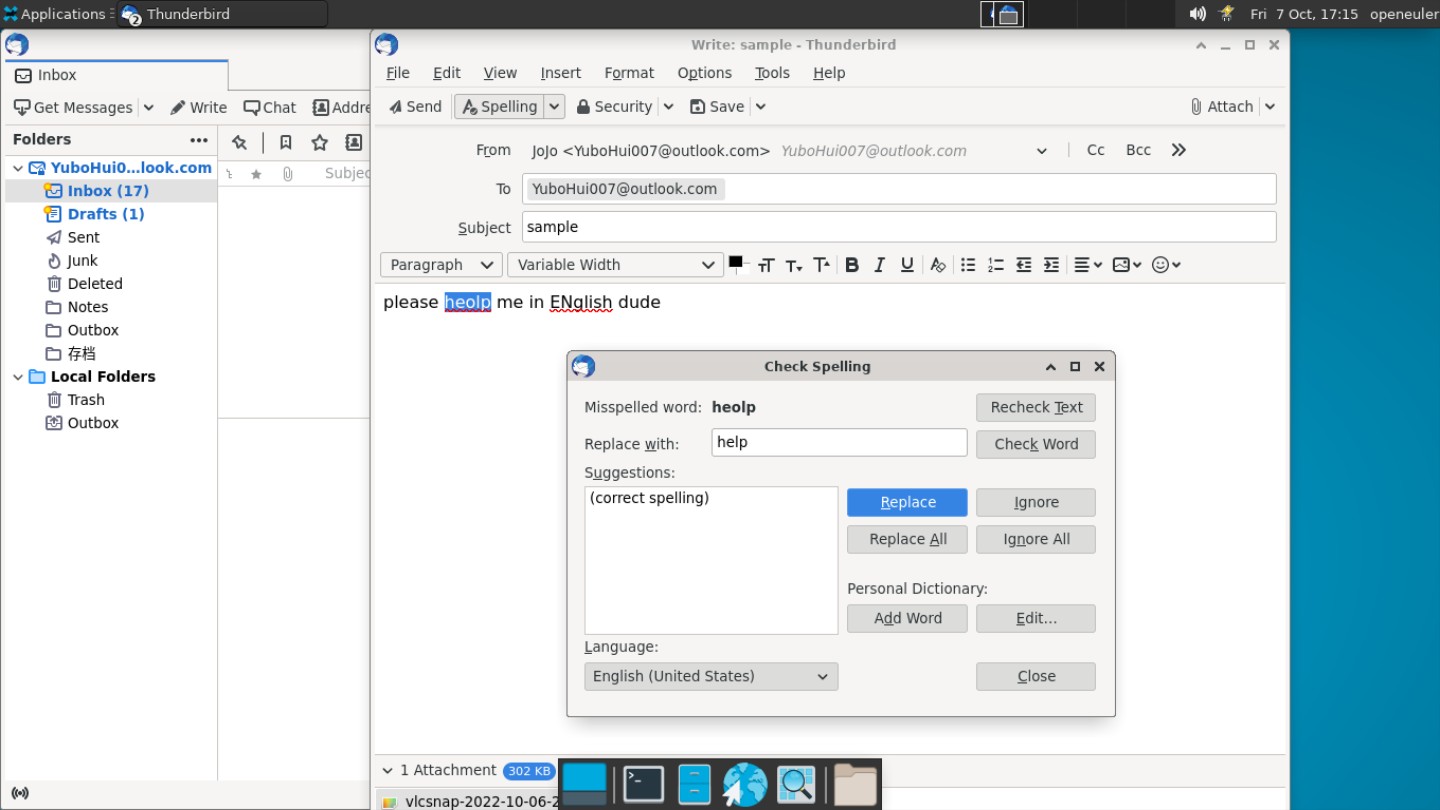 Applications
2 Thunderbird
Fri 7 Oct, 17:15
openeuler
Inbox
Get Messages
Write
Chat
Folders
YuboHui0...look.com
Inbox (17)
Drafts (1)
Sent
Junk
Deleted
Notes
Outbox
存档
Local Folders
Trash
Outbox
Write: sample - Thunderbird
File Edit View Insert Format Options Tools Help
Send Spelling Security Save Attach
From JoJo <YuboHui007@outlook.com> YuboHui007@outlook.com Cc Bcc
To YuboHui007@outlook.com
Subject sample
Paragraph Variable Width
please heolp me in ENglish dude
Check Spelling
Misspelled word: heolp Recheck Text
Replace with: help Check Word
Suggestions:
(correct spelling)
Replace Ignore
Replace All Ignore All
Personal Dictionary:
Add Word Edit...
Language:
English (United States) Close
1 Attachment 302 KB
vlcsnap-2022-10-06-2